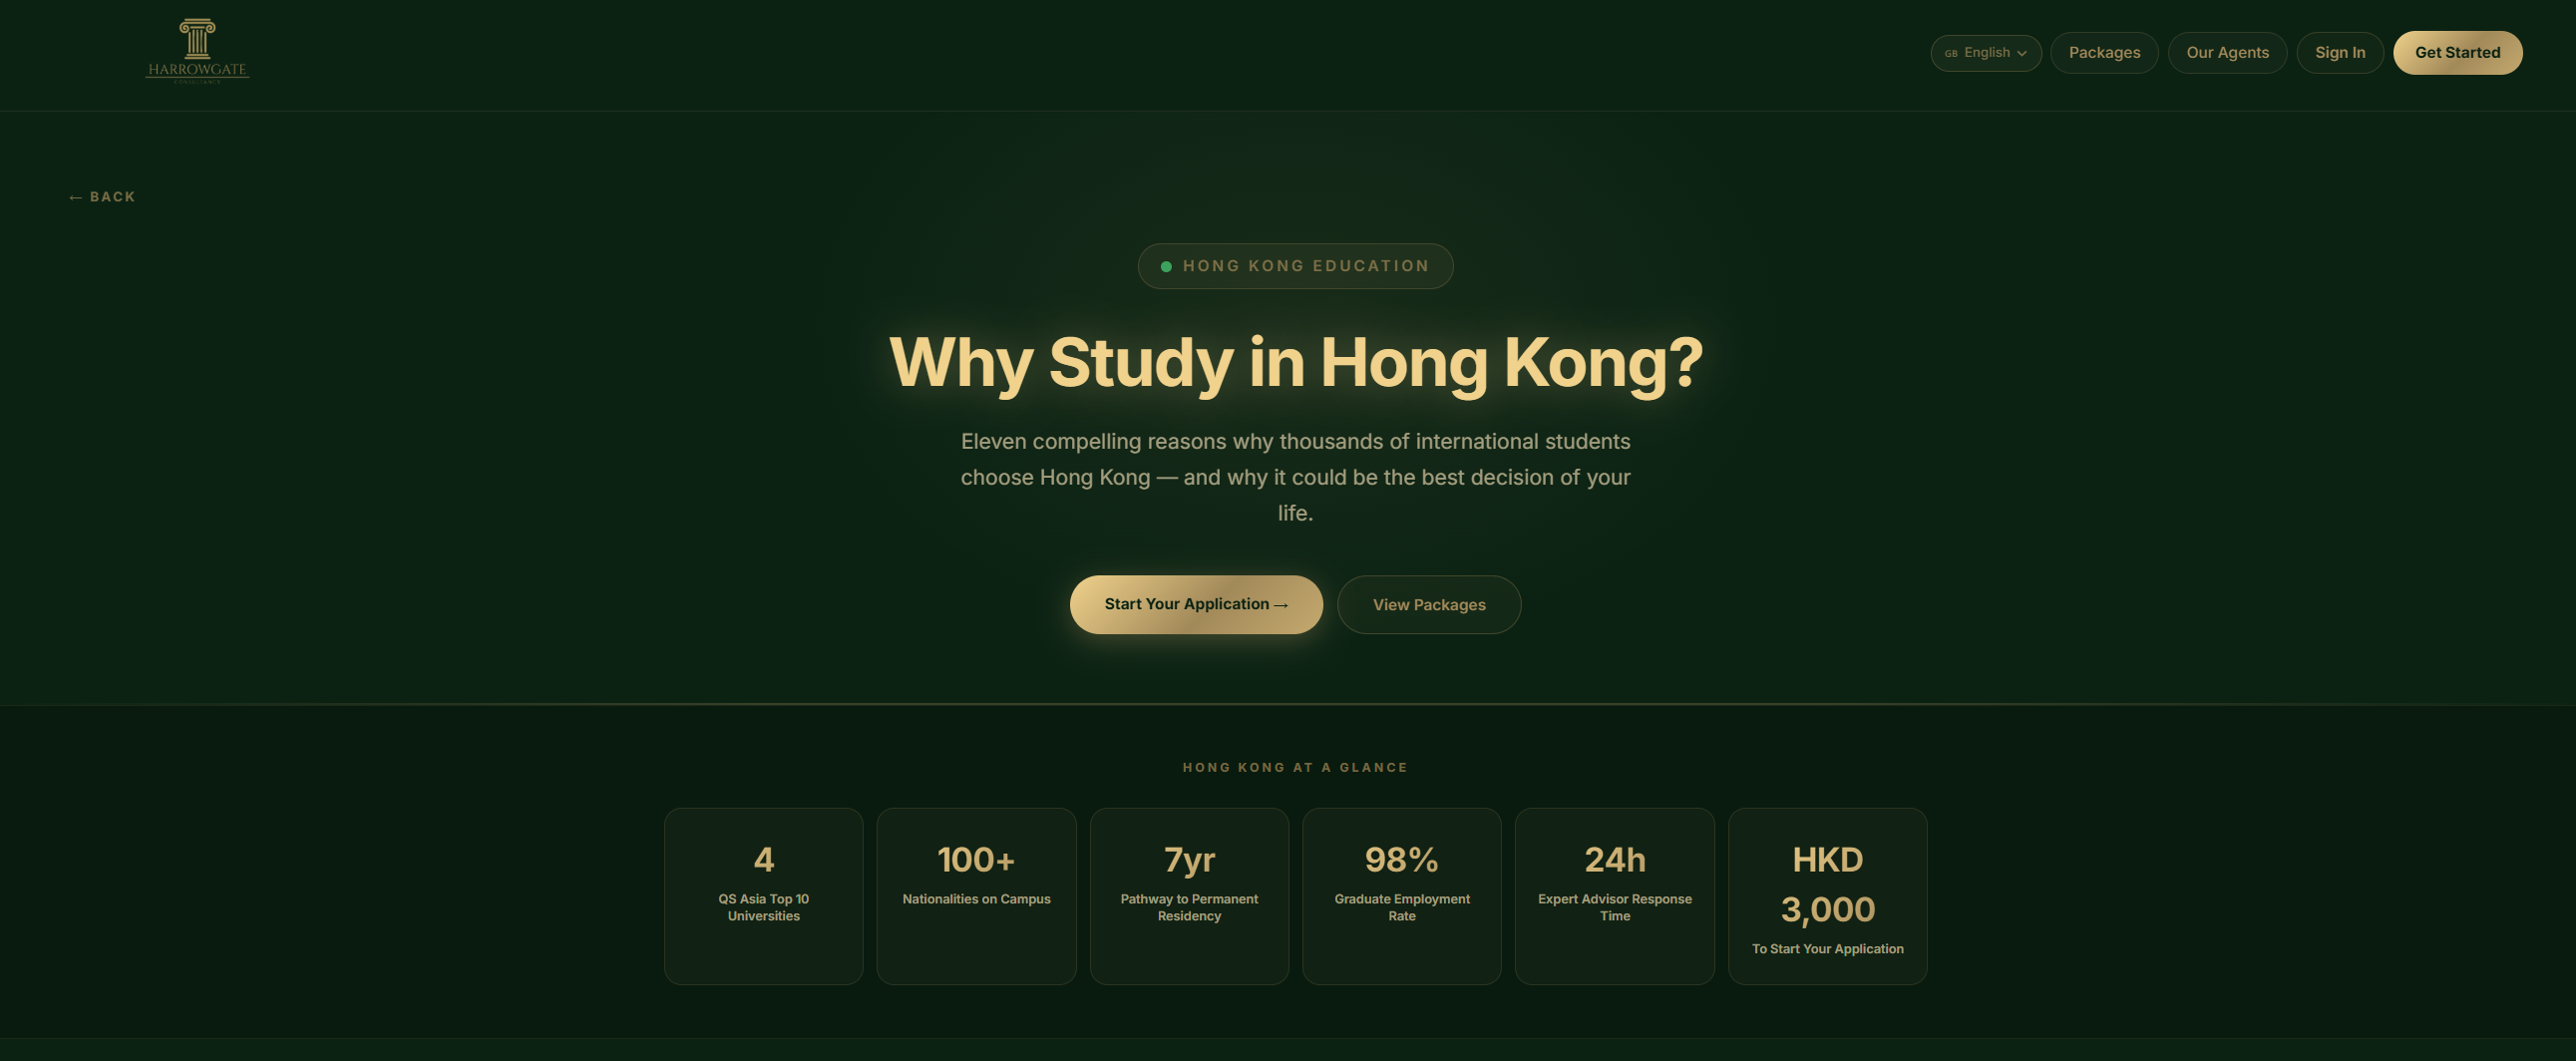 HARROWGATE
CONSULTANCY
GB English
Packages
Our Agents
Sign In
Get Started
← BACK
HONG KONG EDUCATION
Why Study in Hong Kong?
Eleven compelling reasons why thousands of international students
choose Hong Kong — and why it could be the best decision of your
life.
Start Your Application →
View Packages
HONG KONG AT A GLANCE
4
QS Asia Top 10
Universities
100+
Nationalities on Campus
7yr
Pathway to Permanent
Residency
98%
Graduate Employment
Rate
24h
Expert Advisor Response
Time
HKD
3,000
To Start Your Application